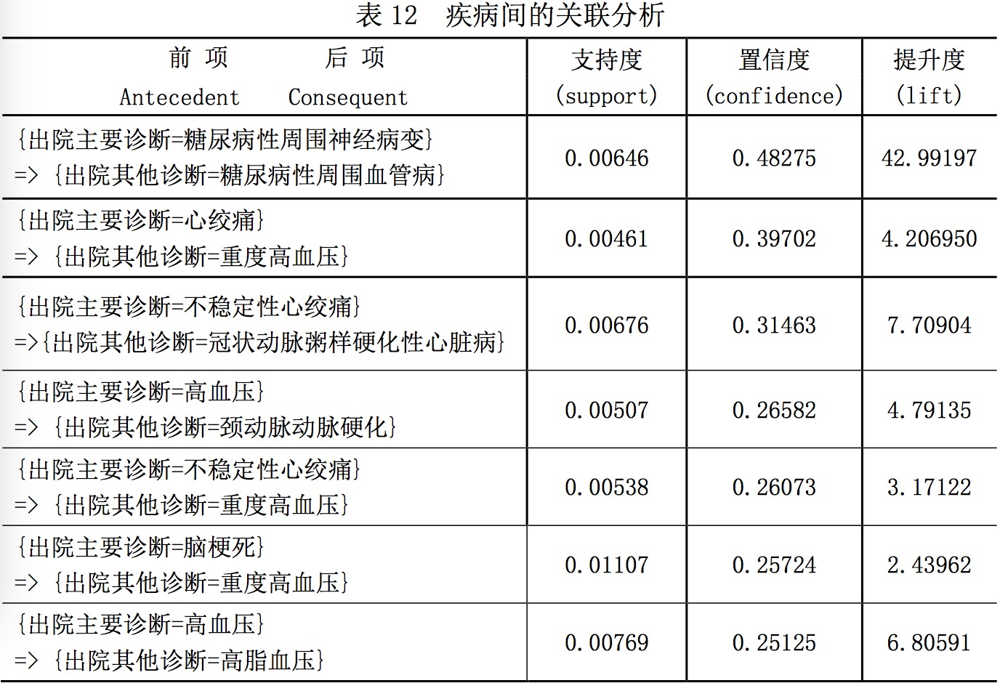 表 12 疾病间的关联分析
前 项 后 项 支持度 置信度 提升度
Antecedent Consequent (support) (confidence) (lift)
{出院主要诊断=糖尿病性周围神经病变}
=> {出院其他诊断=糖尿病性周围血管病} 0.00646 0.48275 42.99197
{出院主要诊断=心绞痛}
=> {出院其他诊断=重度高血压} 0.00461 0.39702 4.206950
{出院主要诊断=不稳定性心绞痛}
=>{出院其他诊断=冠状动脉粥样硬化性心脏病} 0.00676 0.31463 7.70904
{出院主要诊断=高血压}
=> {出院其他诊断=颈动脉动脉硬化} 0.00507 0.26582 4.79135
{出院主要诊断=不稳定性心绞痛}
=> {出院其他诊断=重度高血压} 0.00538 0.26073 3.17122
{出院主要诊断=脑梗死}
=> {出院其他诊断=重度高血压} 0.01107 0.25724 2.43962
{出院主要诊断=高血压}
=> {出院其他诊断=高脂血压} 0.00769 0.25125 6.80591